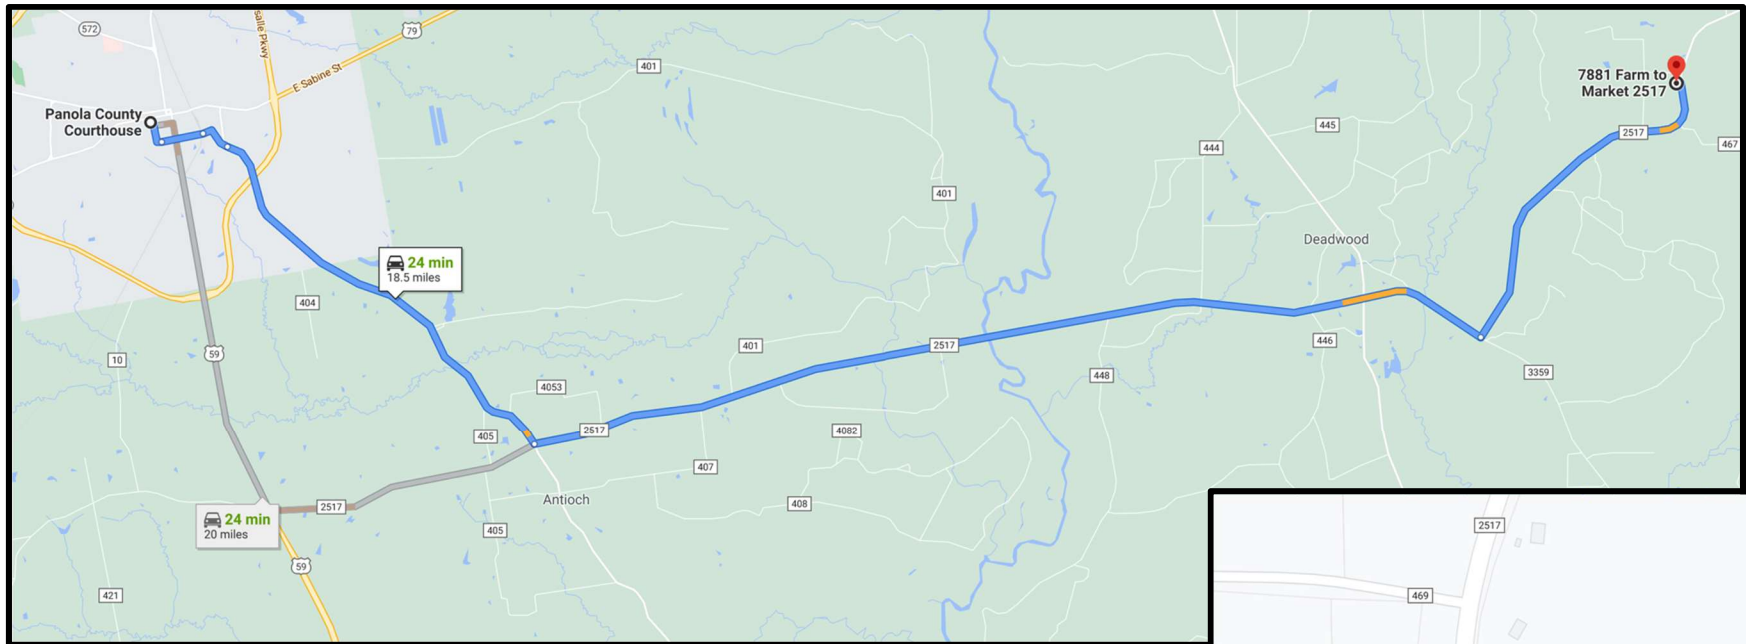 572
salle Pkwy
79
E Sabine St
401
7881 Farm to
Market 2517
Panola County
Courthouse
445
2517
467
444
401
Deadwood
24 min
18.5 miles
404
59
10
401
2517
446
448
3359
4053
405
2517
4082
407
Antioch
408
2517
24 min
20 miles
405
59
421
2517
469